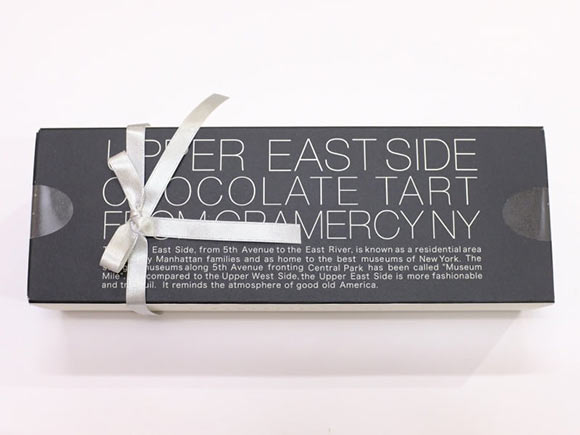 UPPER EAST SIDE
CHOCOLATE TART
FROM GRAMERCY NY
The East Side, from 5th Avenue to the East River, is known as a residential area
Manhattan families and as home to the best museums of New York. The
museums along 5th Avenue fronting Central Park has been called "Museum
Mile". compared to the Upper West Side, the Upper East Side is more fashionable
and tranquil. It reminds the atmosphere of good old America.